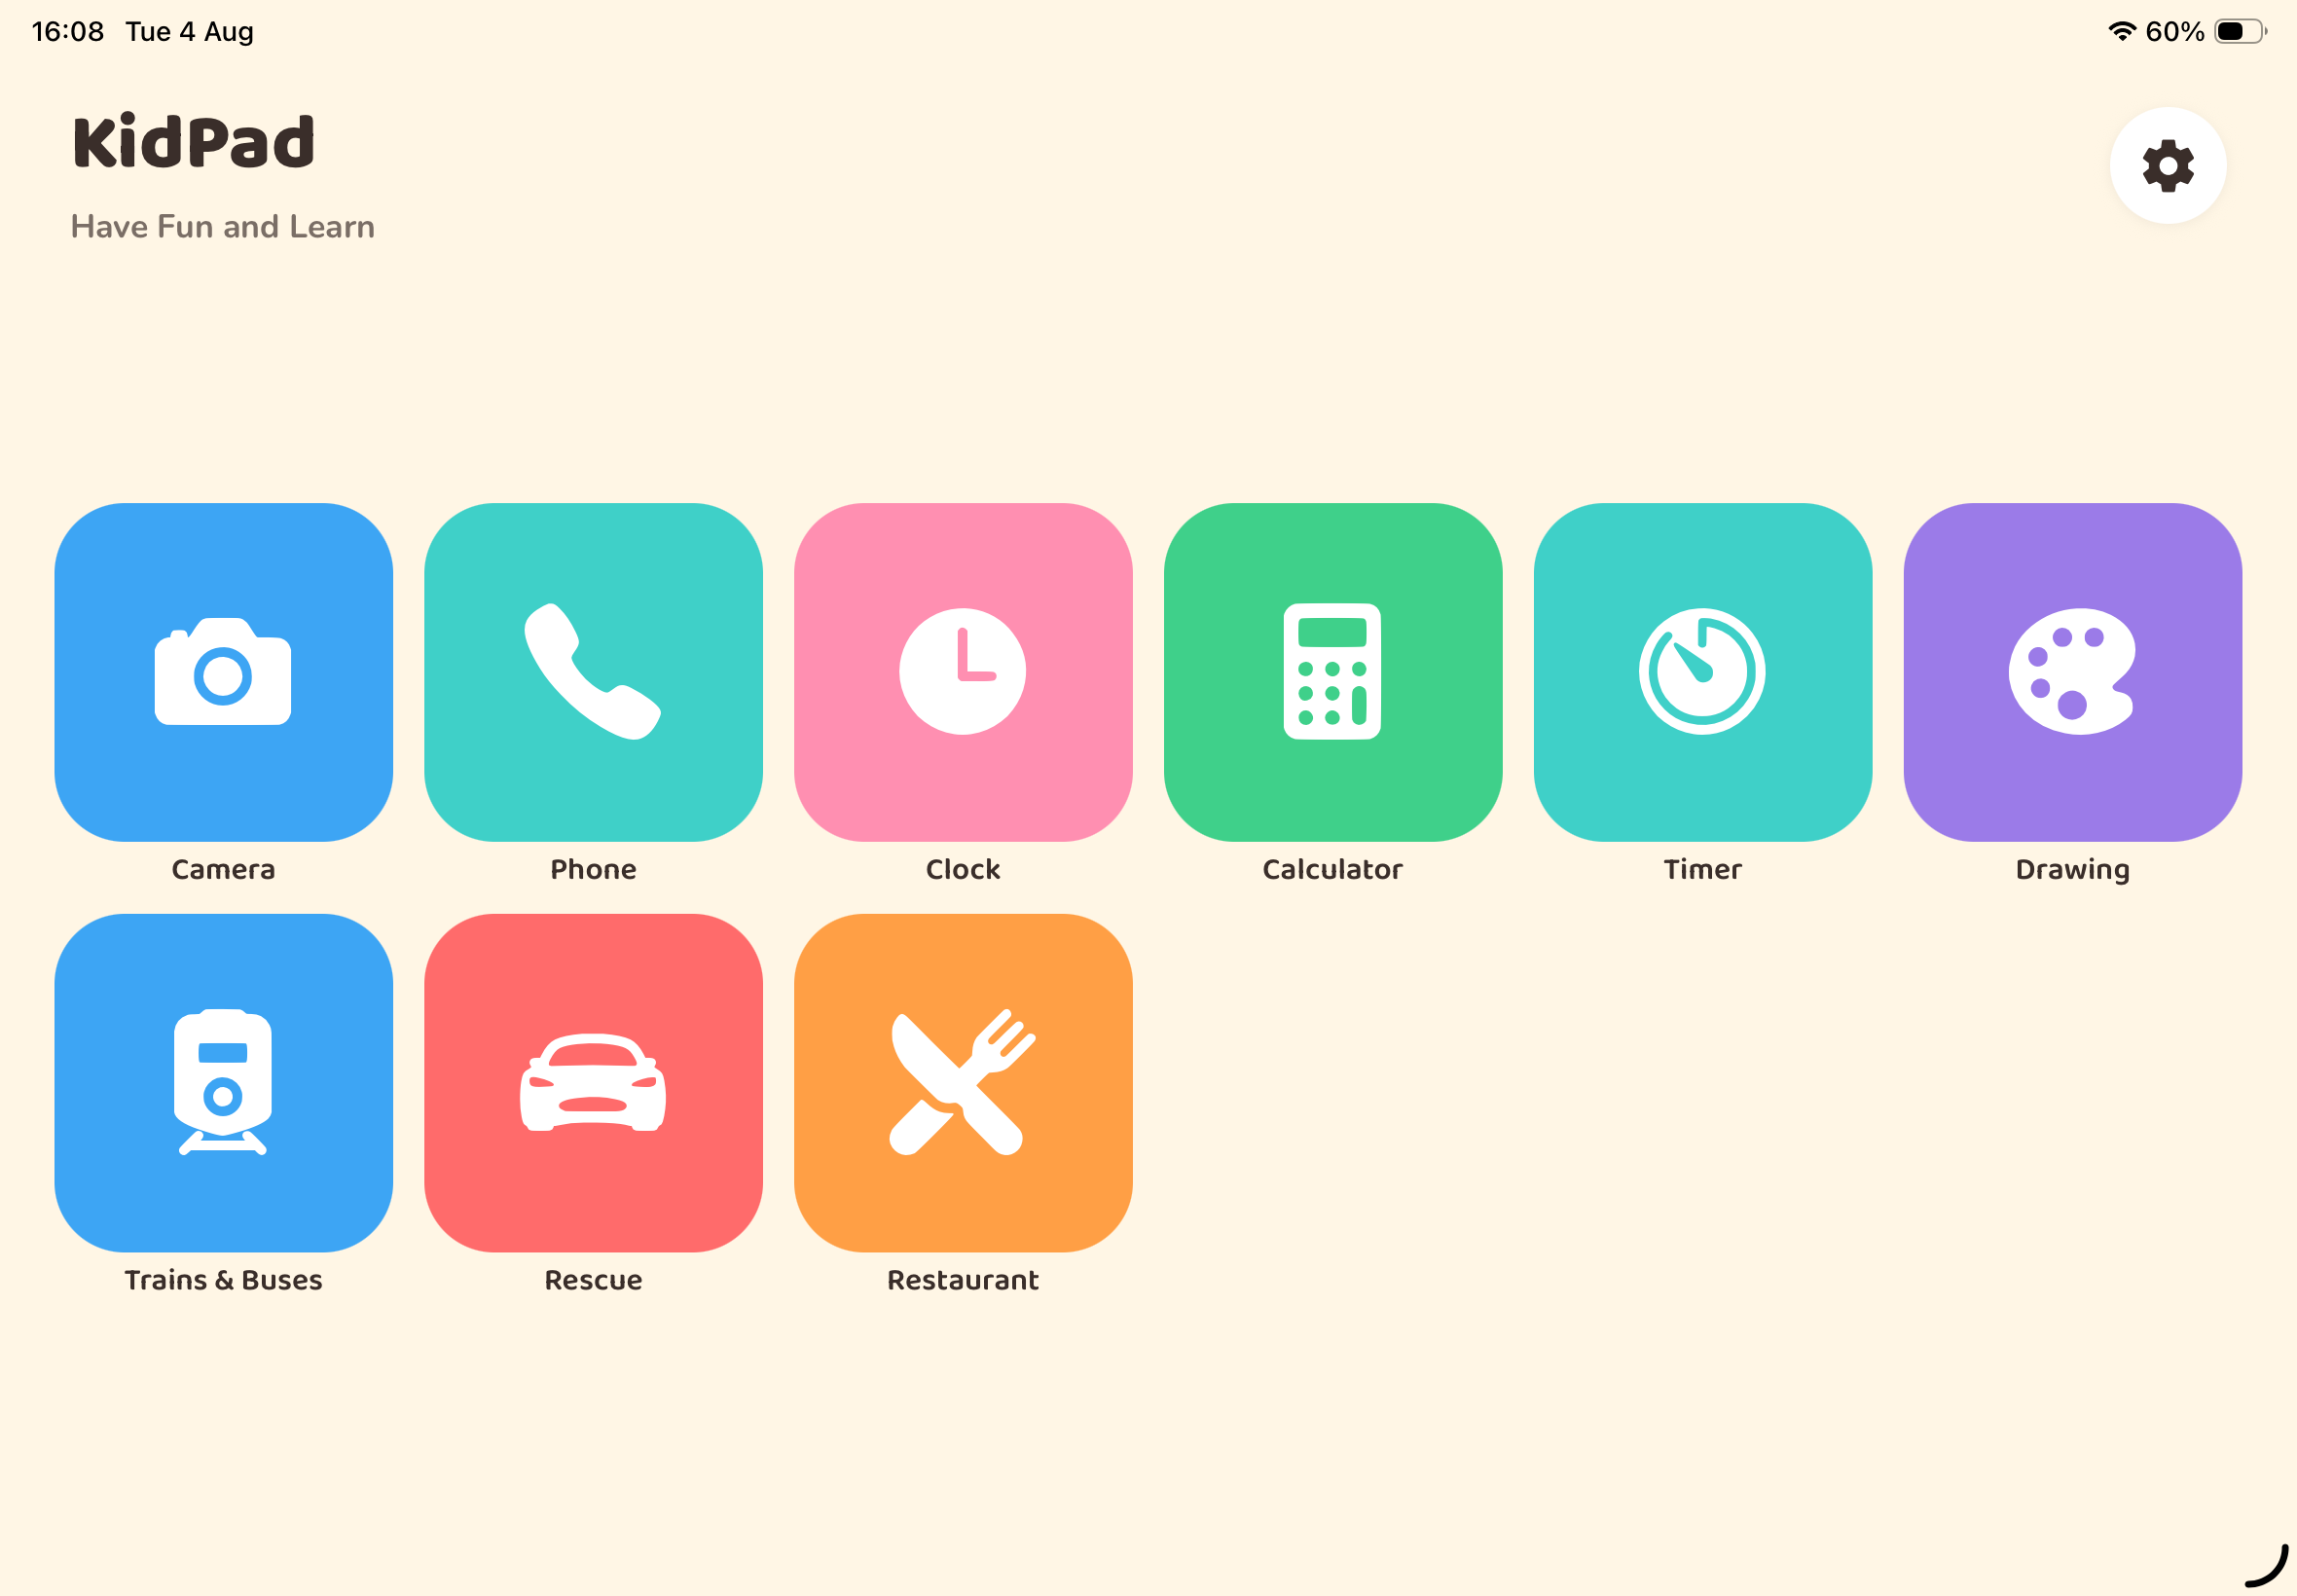 16:08 Tue 4 Aug 60%
KidPad
Have Fun and Learn
Camera Phone Clock Calculator Timer Drawing
Trains & Buses Rescue Restaurant